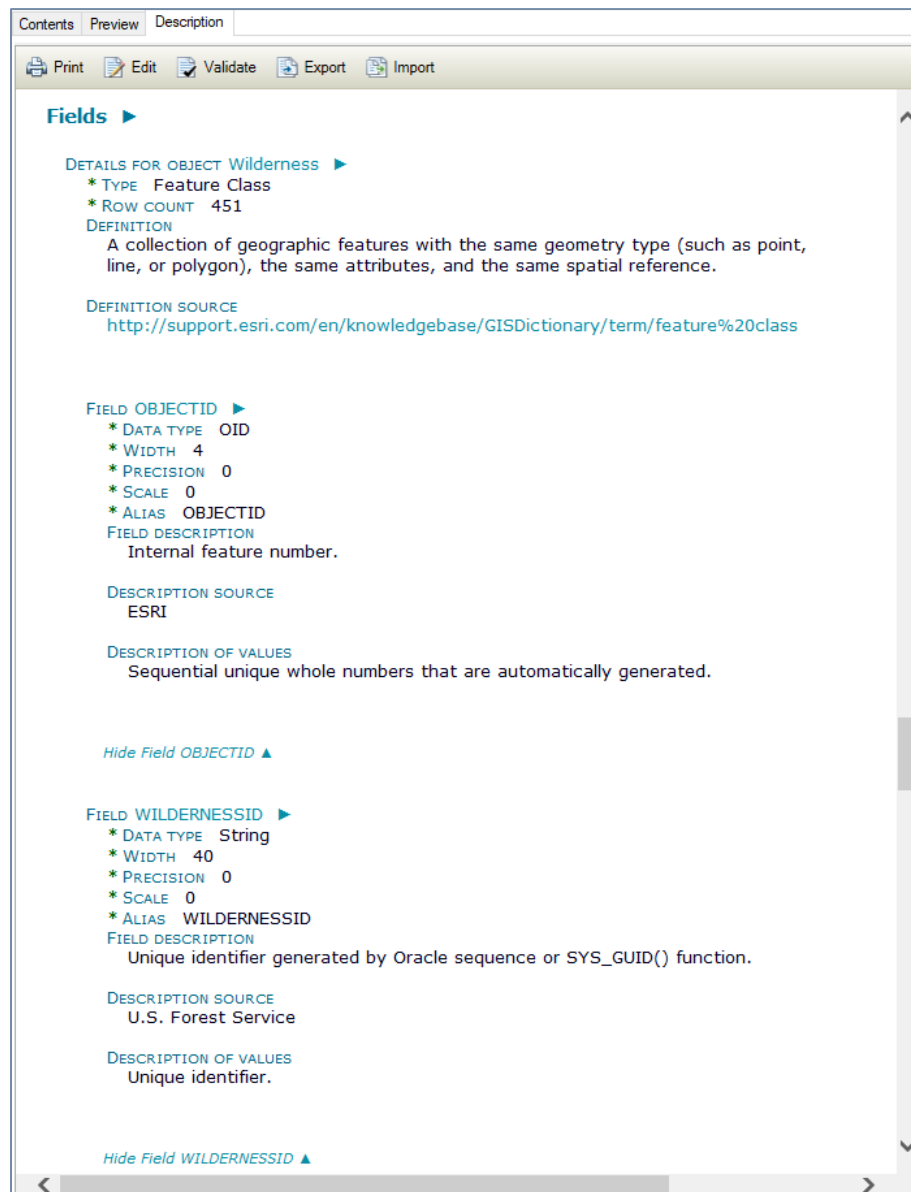 Contents Preview Description
Print Edit Validate Export Import
Fields ►
DETAILS FOR OBJECT Wilderness ►
* TYPE Feature Class
* ROW COUNT 451
DEFINITION
A collection of geographic features with the same geometry type (such as point,
line, or polygon), the same attributes, and the same spatial reference.
DEFINITION SOURCE
http://support.esri.com/en/knowledgebase/GISDictionary/term/feature%20class
FIELD OBJECTID ►
* DATA TYPE OID
* WIDTH 4
* PRECISION 0
* SCALE 0
* ALIAS OBJECTID
FIELD DESCRIPTION
Internal feature number.
DESCRIPTION SOURCE
ESRI
DESCRIPTION OF VALUES
Sequential unique whole numbers that are automatically generated.
Hide Field OBJECTID ▲
FIELD WILDERNESSID ►
* DATA TYPE String
* WIDTH 40
* PRECISION 0
* SCALE 0
* ALIAS WILDERNESSID
FIELD DESCRIPTION
Unique identifier generated by Oracle sequence or SYS_GUID() function.
DESCRIPTION SOURCE
U.S. Forest Service
DESCRIPTION OF VALUES
Unique identifier.
Hide Field WILDERNESSID ▲